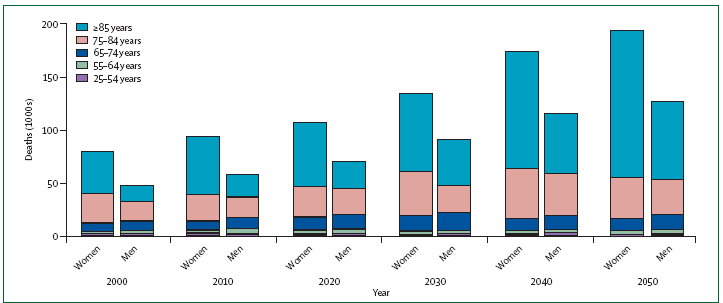 ≥85 years
75–84 years
65–74 years
55–64 years
25–54 years
Deaths (1000s)
200
150
100
50
0
Women Men Women Men Women Men Women Men Women Men Women Men
2000 2010 2020 2030 2040 2050
Year